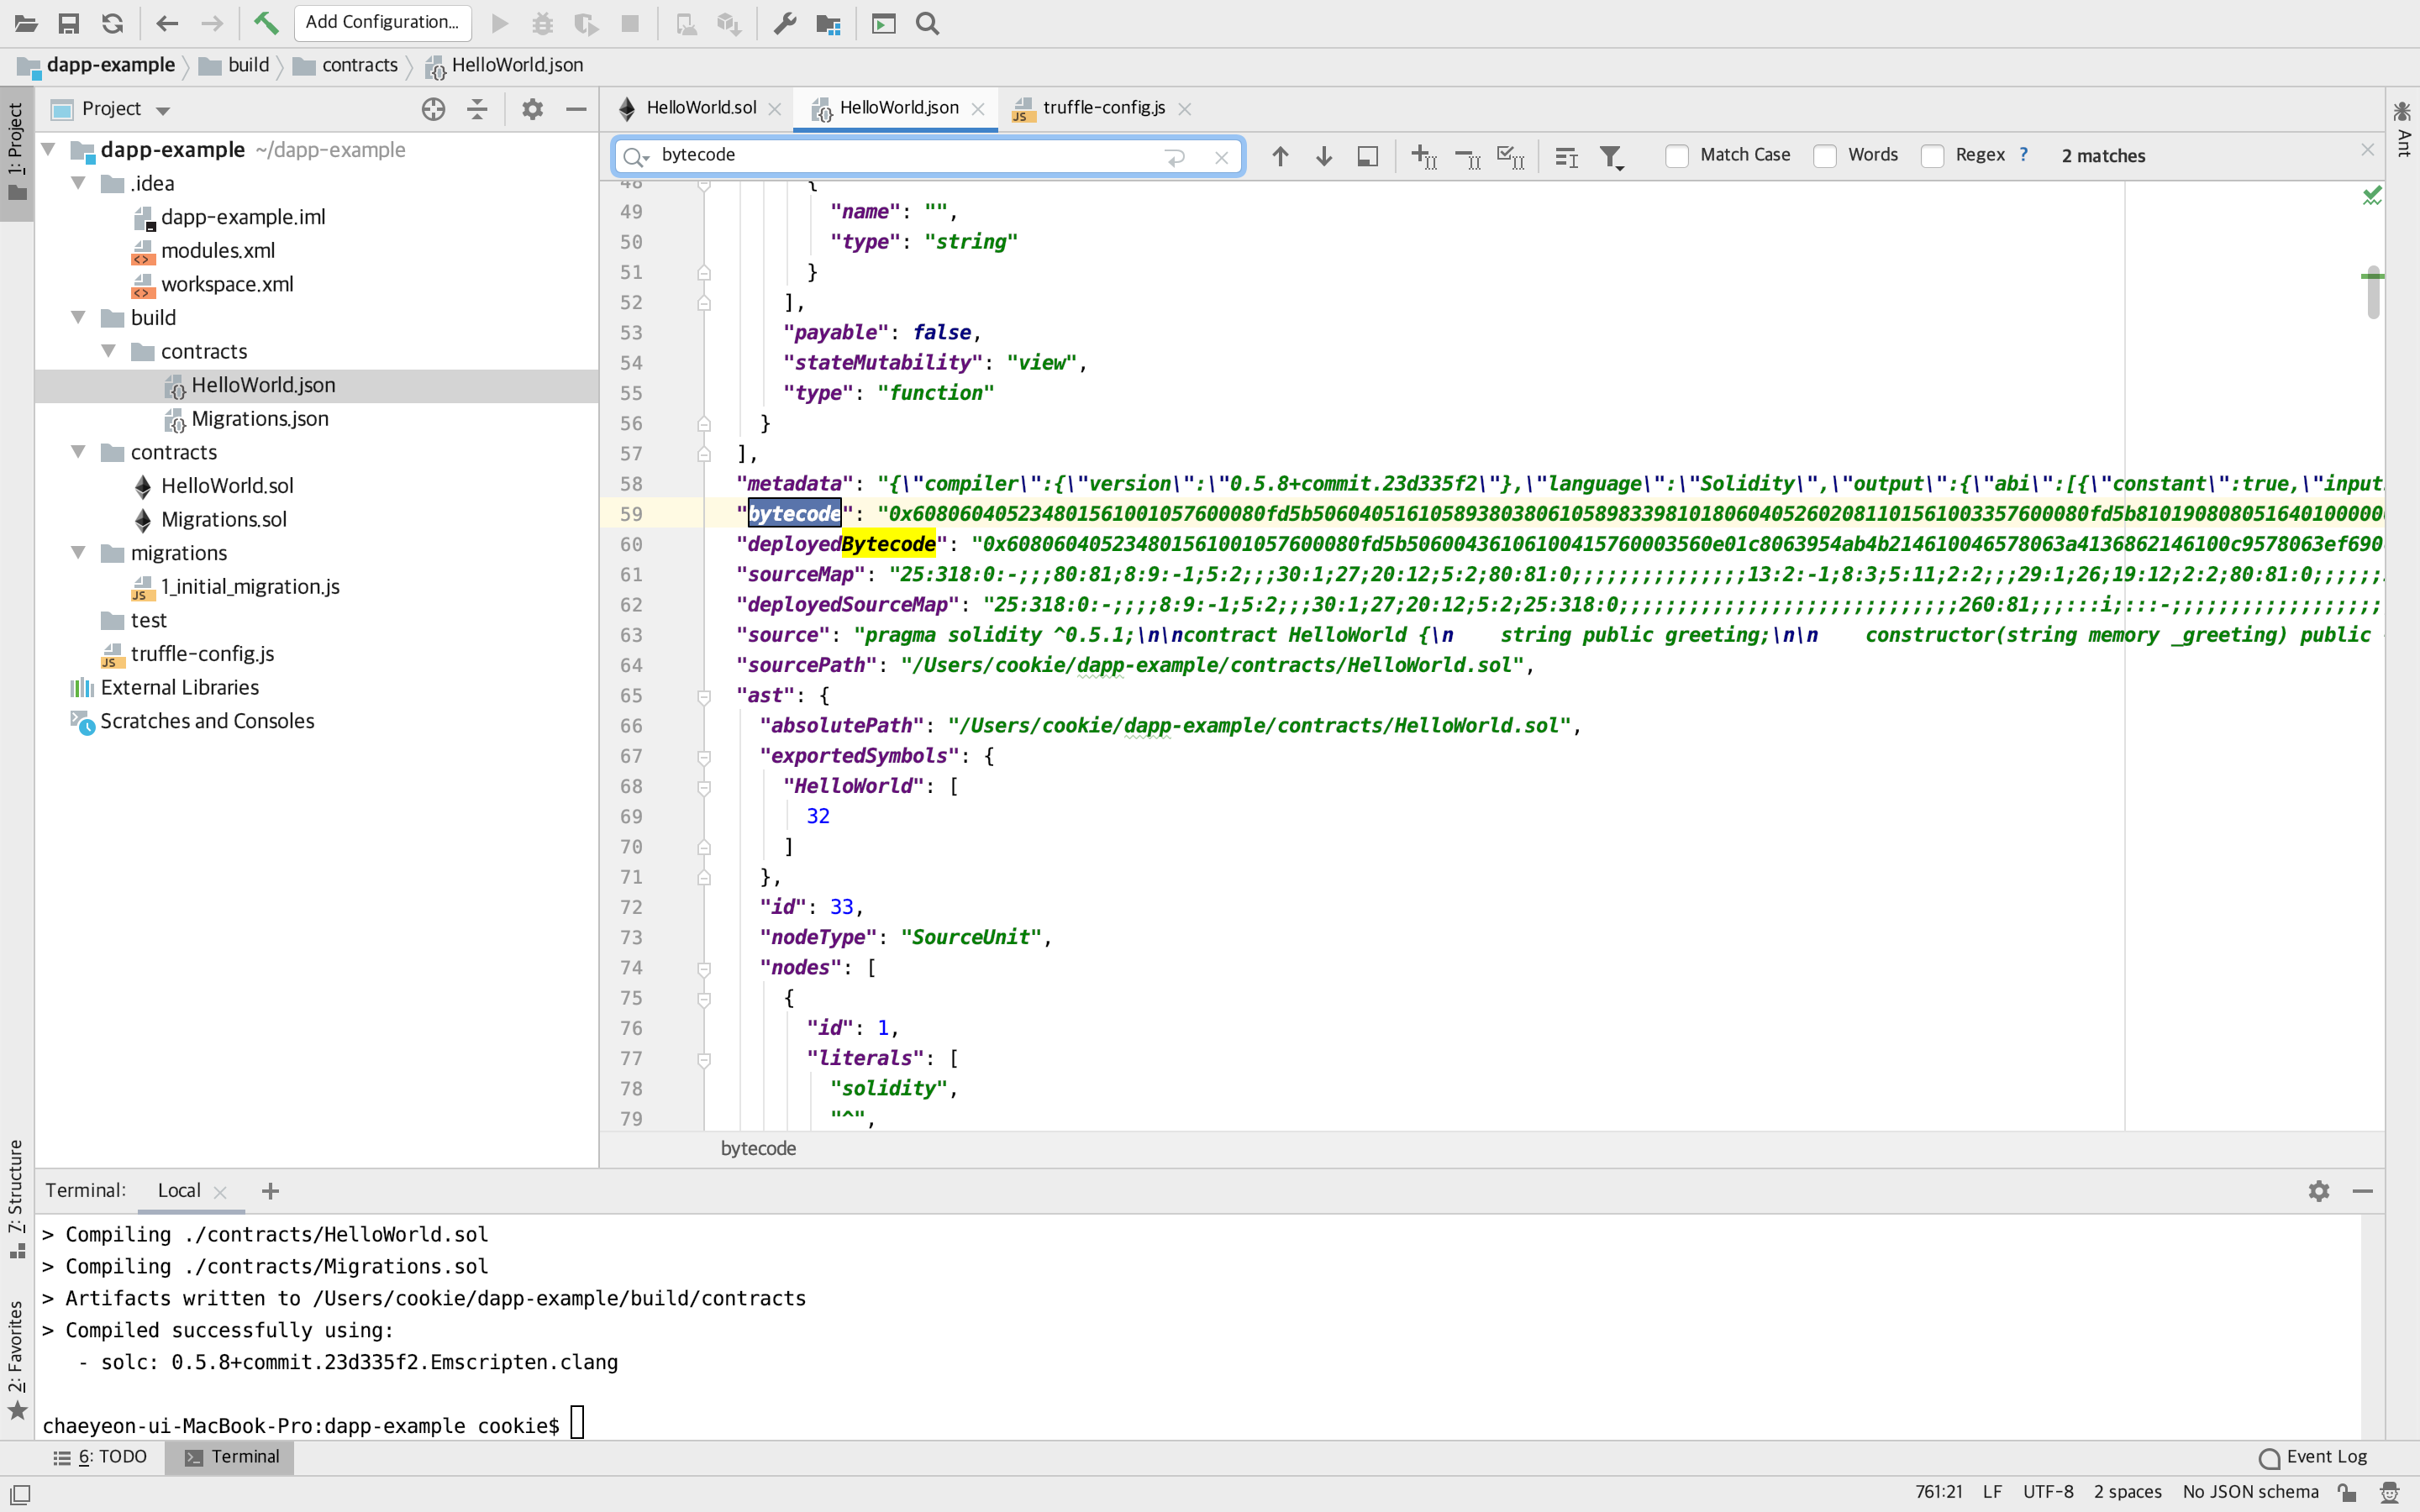 Add Configuration...
dapp-example
build
contracts
HelloWorld.json
1: Project
Project
HelloWorld.sol
HelloWorld.json
truffle-config.js
Ant
bytecode
Match Case
Words
Regex ?
2 matches
dapp-example ~/dapp-example
.idea
dapp-example.iml
modules.xml
workspace.xml
build
contracts
HelloWorld.json
Migrations.json
contracts
HelloWorld.sol
Migrations.sol
migrations
1_initial_migration.js
test
truffle-config.js
External Libraries
Scratches and Consoles
48 {
49 "name": "",
50 "type": "string"
51 }
52 ],
53 "payable": false,
54 "stateMutability": "view",
55 "type": "function"
56 }
57 ],
58 "metadata": "{\"compiler\":{\"version\":\"0.5.8+commit.23d335f2\"},\"language\":\"Solidity\",\"output\":{\"abi\":[{\"constant\":true,\"input
59 "bytecode": "0x608060405234801561001057600080fd5b506040516105893803806105898339810180604052602081101561003357600080fd5b8101908080516401000000
60 "deployedBytecode": "0x608060405234801561001057600080fd5b50600436106100415760003560e01c8063954ab4b214610046578063a4136862146100c9578063ef690
61 "sourceMap": "25:318:0:-;;;80:81;8:9:-1;5:2;;;30:1;27;20:12;5:2;80:81:0;;;;;;;;;;;;;;;13:2:-1;8:3;5:11;2:2;;;29:1;26;19:12;2:2;80:81:0;;;;;;
62 "deployedSourceMap": "25:318:0:-;;;;8:9:-1;5:2;;;30:1;27;20:12;5:2;25:318:0;;;;;;;;;;;;;;;;;;;;;;;;;;;;;260:81;;;:::i;:::-;;;;;;;;;;;;;;;;;;
63 "source": "pragma solidity ^0.5.1;\n\ncontract HelloWorld {\n    string public greeting;\n\n    constructor(string memory _greeting) public
64 "sourcePath": "/Users/cookie/dapp-example/contracts/HelloWorld.sol",
65 "ast": {
66 "absolutePath": "/Users/cookie/dapp-example/contracts/HelloWorld.sol",
67 "exportedSymbols": {
68 "HelloWorld": [
69 32
70 ]
71 },
72 "id": 33,
73 "nodeType": "SourceUnit",
74 "nodes": [
75 {
76 "id": 1,
77 "literals": [
78 "solidity",
79 "^",
bytecode
7: Structure
2: Favorites
Terminal: Local
> Compiling ./contracts/HelloWorld.sol
> Compiling ./contracts/Migrations.sol
> Artifacts written to /Users/cookie/dapp-example/build/contracts
> Compiled successfully using:
- solc: 0.5.8+commit.23d335f2.Emscripten.clang
chaeyeon-ui-MacBook-Pro:dapp-example cookie$
6: TODO
Terminal
Event Log
761:21 LF UTF-8 2 spaces No JSON schema